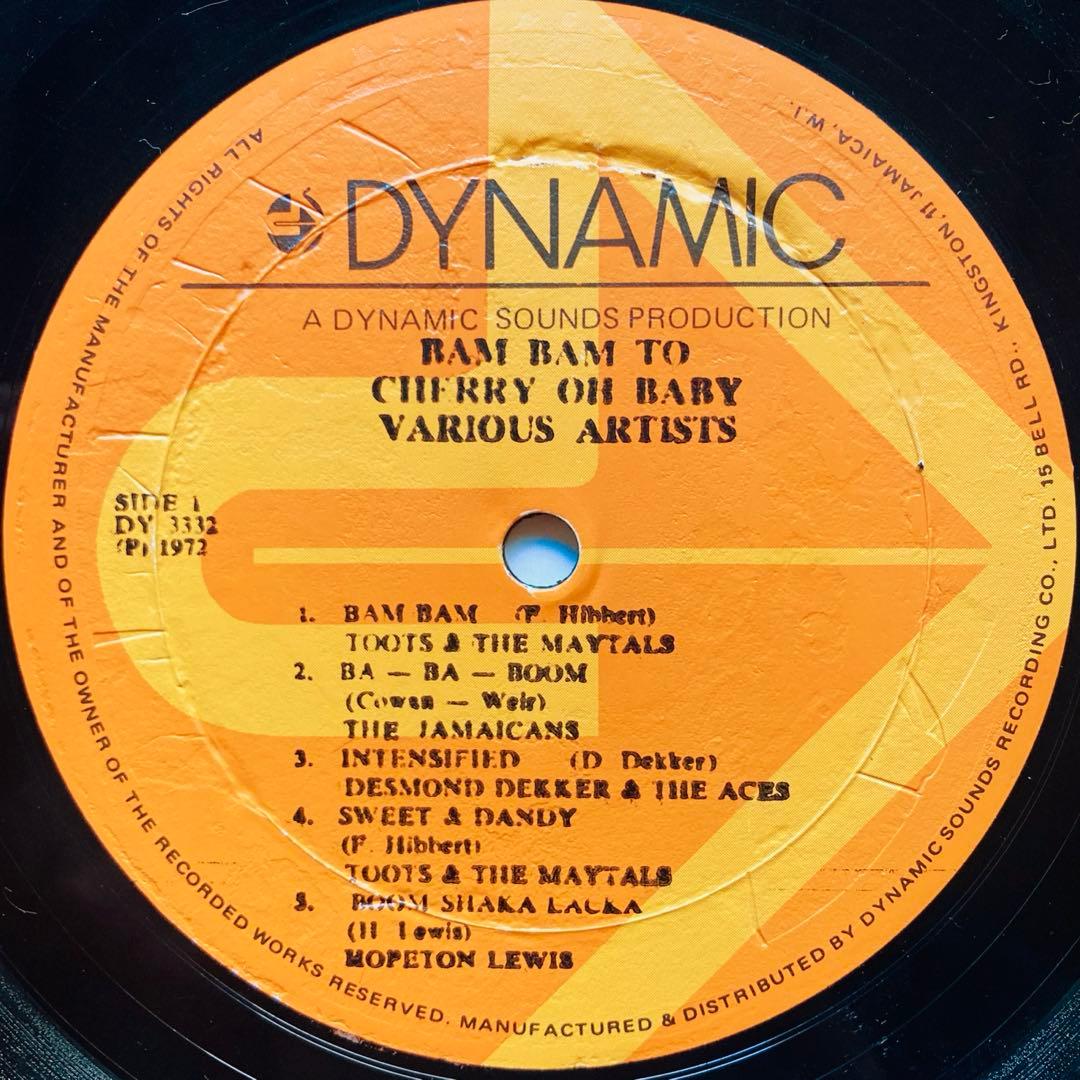 DYNAMIC
A DYNAMIC SOUNDS PRODUCTION
BAM BAM TO
CHERRY OH BABY
VARIOUS ARTISTS
SIDE 1
DY 3332
(P) 1972
1. BAM BAM (F. Hibbert)
TOOTS & THE MAYTALS
2. BA — BA — BOOM
(Cowan — Weir)
THE JAMAICANS
3. INTENSIFIED (D Dekker)
DESMOND DEKKER & THE ACES
4. SWEET & DANDY
(F. Hibbert)
TOOTS & THE MAYTALS
5. BOOM SHAKA LACKA
(H Lewis)
HOPETON LEWIS
ALL RIGHTS OF THE MANUFACTURER AND OF THE OWNER OF THE RECORDED WORKS RESERVED. MANUFACTURED & DISTRIBUTED BY DYNAMIC SOUNDS RECORDING CO., LTD. 15 BELL RD., KINGSTON, 11 JAMAICA, W.I.